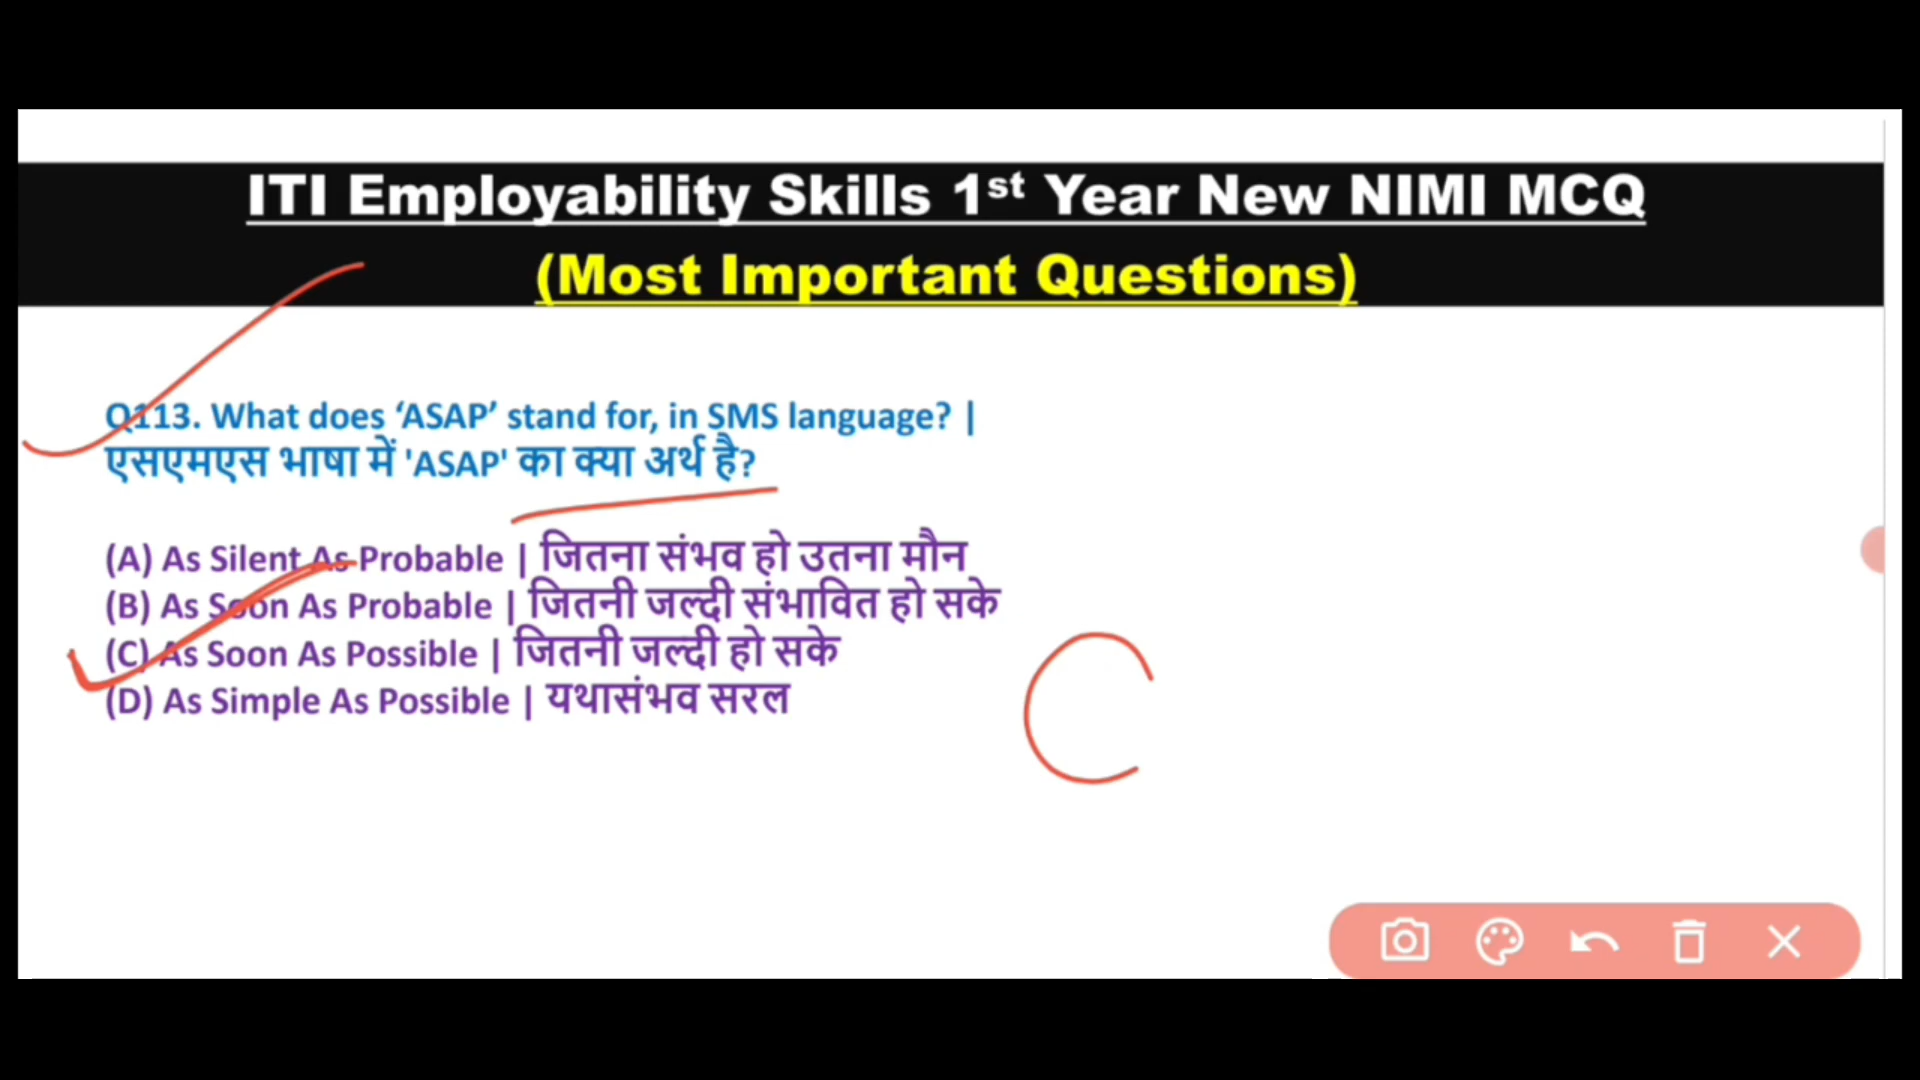 ITI Employability Skills 1st Year New NIMI MCQ
(Most Important Questions)
Q113. What does ‘ASAP’ stand for, in SMS language? |
एसएमएस भाषा में 'ASAP' का क्या अर्थ है?
(A) As Silent As Probable | जितना संभव हो उतना मौन
(B) As Soon As Probable | जितनी जल्दी संभावित हो सके
(C) As Soon As Possible | जितनी जल्दी हो सके
(D) As Simple As Possible | यथासंभव सरल
C